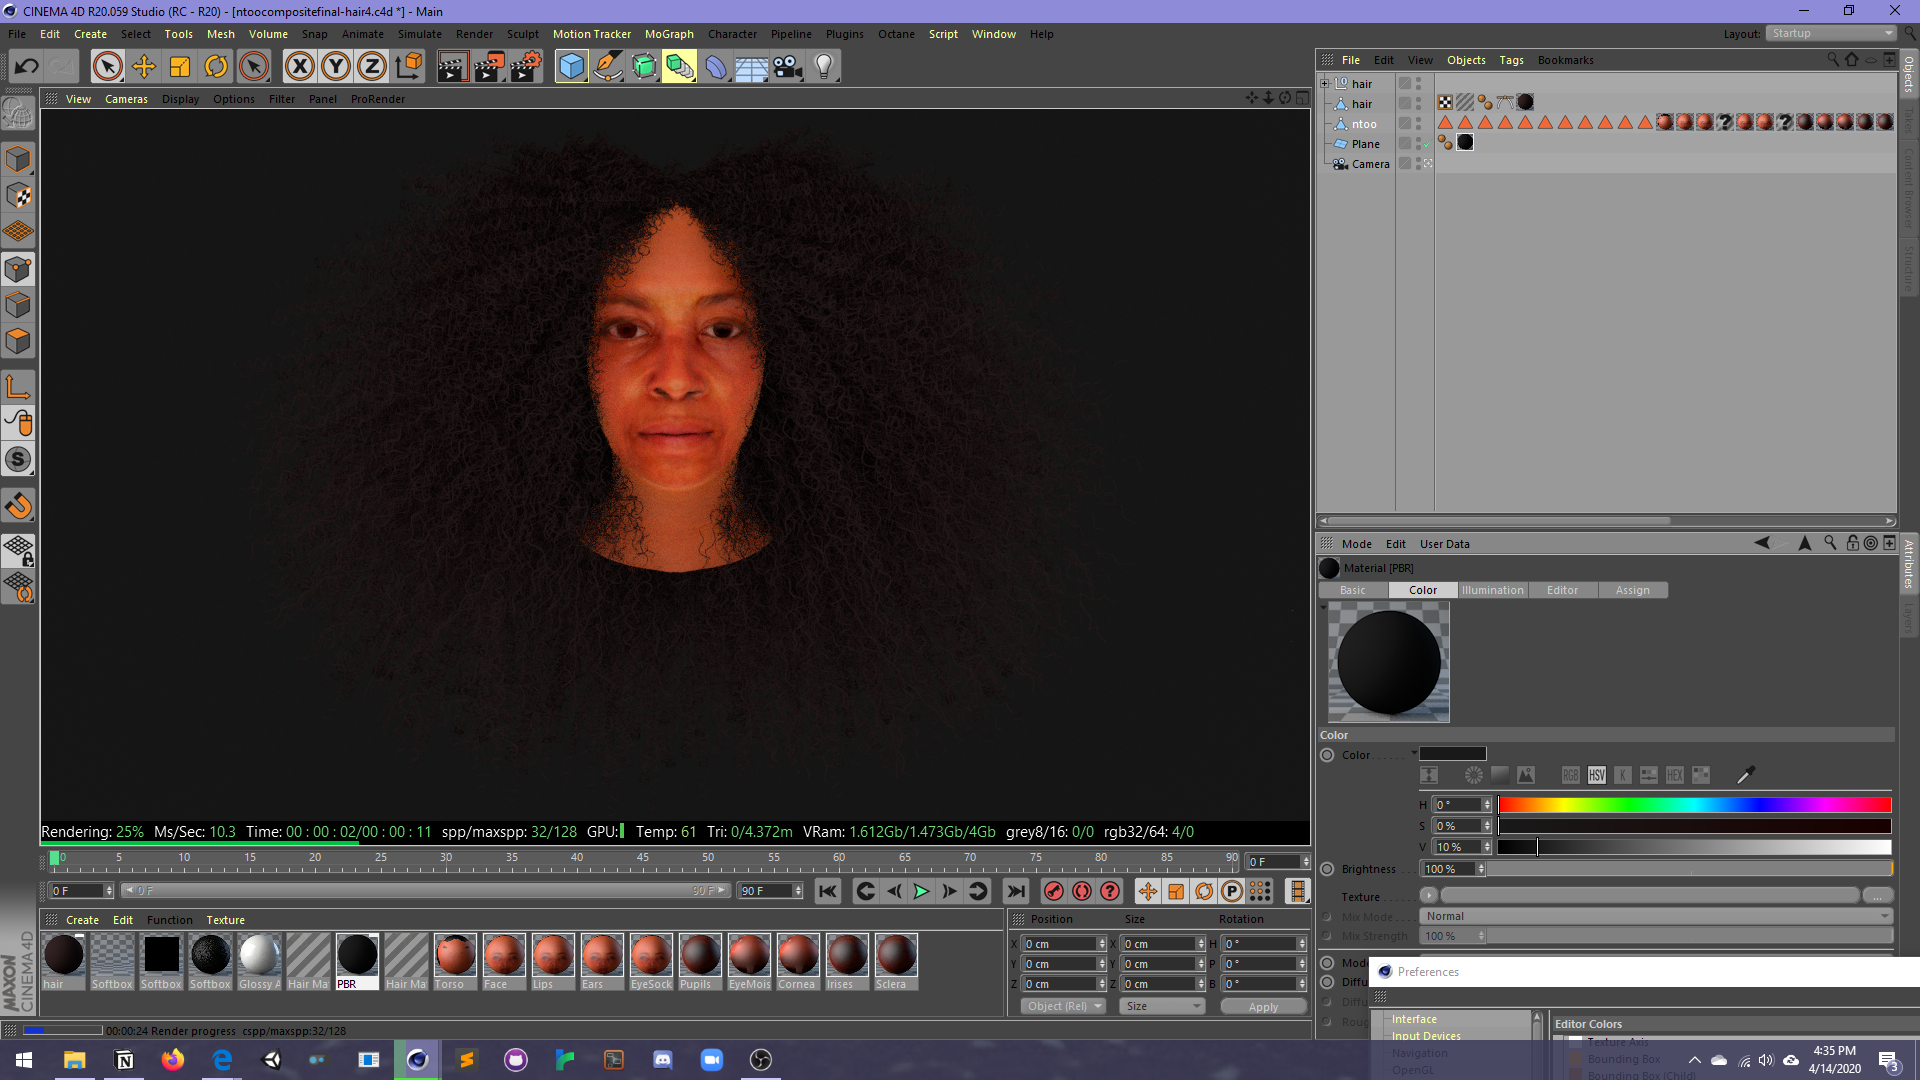 CINEMA 4D R20.059 Studio (RC - R20) - [ntoocompositefinal-hair4.c4d *] - Main
File Edit Create Select Tools Mesh Volume Snap Animate Simulate Render Sculpt Motion Tracker MoGraph Character Pipeline Plugins Octane Script Window Help
Layout: Startup
View Cameras Display Options Filter Panel ProRender
File Edit View Objects Tags Bookmarks
hair
hair
ntoo
Plane
Camera
Objects
Takes
Content Browser
Structure
Mode Edit User Data
Material [PBR]
Basic Color Illumination Editor Assign
Attributes
Layers
Color
Color
RGB HSV K HEX
H 0 °
S 0 %
V 10 %
Brightness 100 %
Texture ...
Mix Mode Normal
Mix Strength 100 %
Rendering: 25% Ms/Sec: 10.3 Time: 00 : 00 : 02/00 : 00 : 11 spp/maxspp: 32/128 GPU: Temp: 61 Tri: 0/4.372m VRam: 1.612Gb/1.473Gb/4Gb grey8/16: 0/0 rgb32/64: 4/0
0 5 10 15 20 25 30 35 40 45 50 55 60 65 70 75 80 85 90 0 F
0 F 0 F 90 F 90 F
Create Edit Function Texture
hair Softbox Softbox Softbox Glossy A Hair Ma PBR Hair Ma Torso Face Lips Ears EyeSock Pupils EyeMois Cornea Irises Sclera
Position Size Rotation
X 0 cm X 0 cm H 0 °
Y 0 cm Y 0 cm P 0 °
Z 0 cm Z 0 cm B 0 °
Object (Rel) Size Apply
MAXON CINEMA 4D
00:00:24 Render progress cspp/maxspp:32/128
Preferences
Interface
Input Devices
Navigation
OpenGL
Editor Colors
Texture Axis
Bounding Box
Bounding Box (Child)
4:35 PM
4/14/2020
3